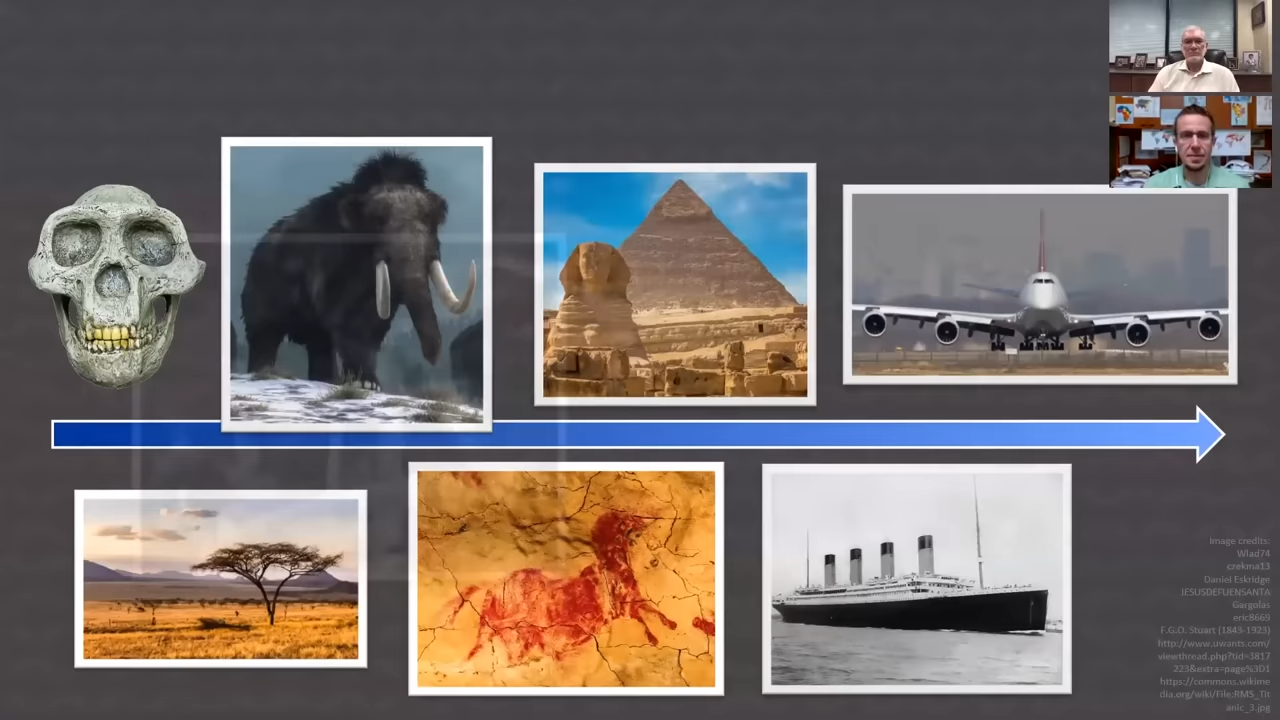 Image credits:
Wlad74
crekma13
Daniel Eskridge
JESUSDEFUENSANTA
Gargolas
eric8669
F.G.O. Stuart (1843-1923)
http://www.uwants.com/
viewthread.php?tid=3817
223&extra=page%3D1
https://commons.wikime
dia.org/wiki/File:RMS_Tit
anic_3.jpg